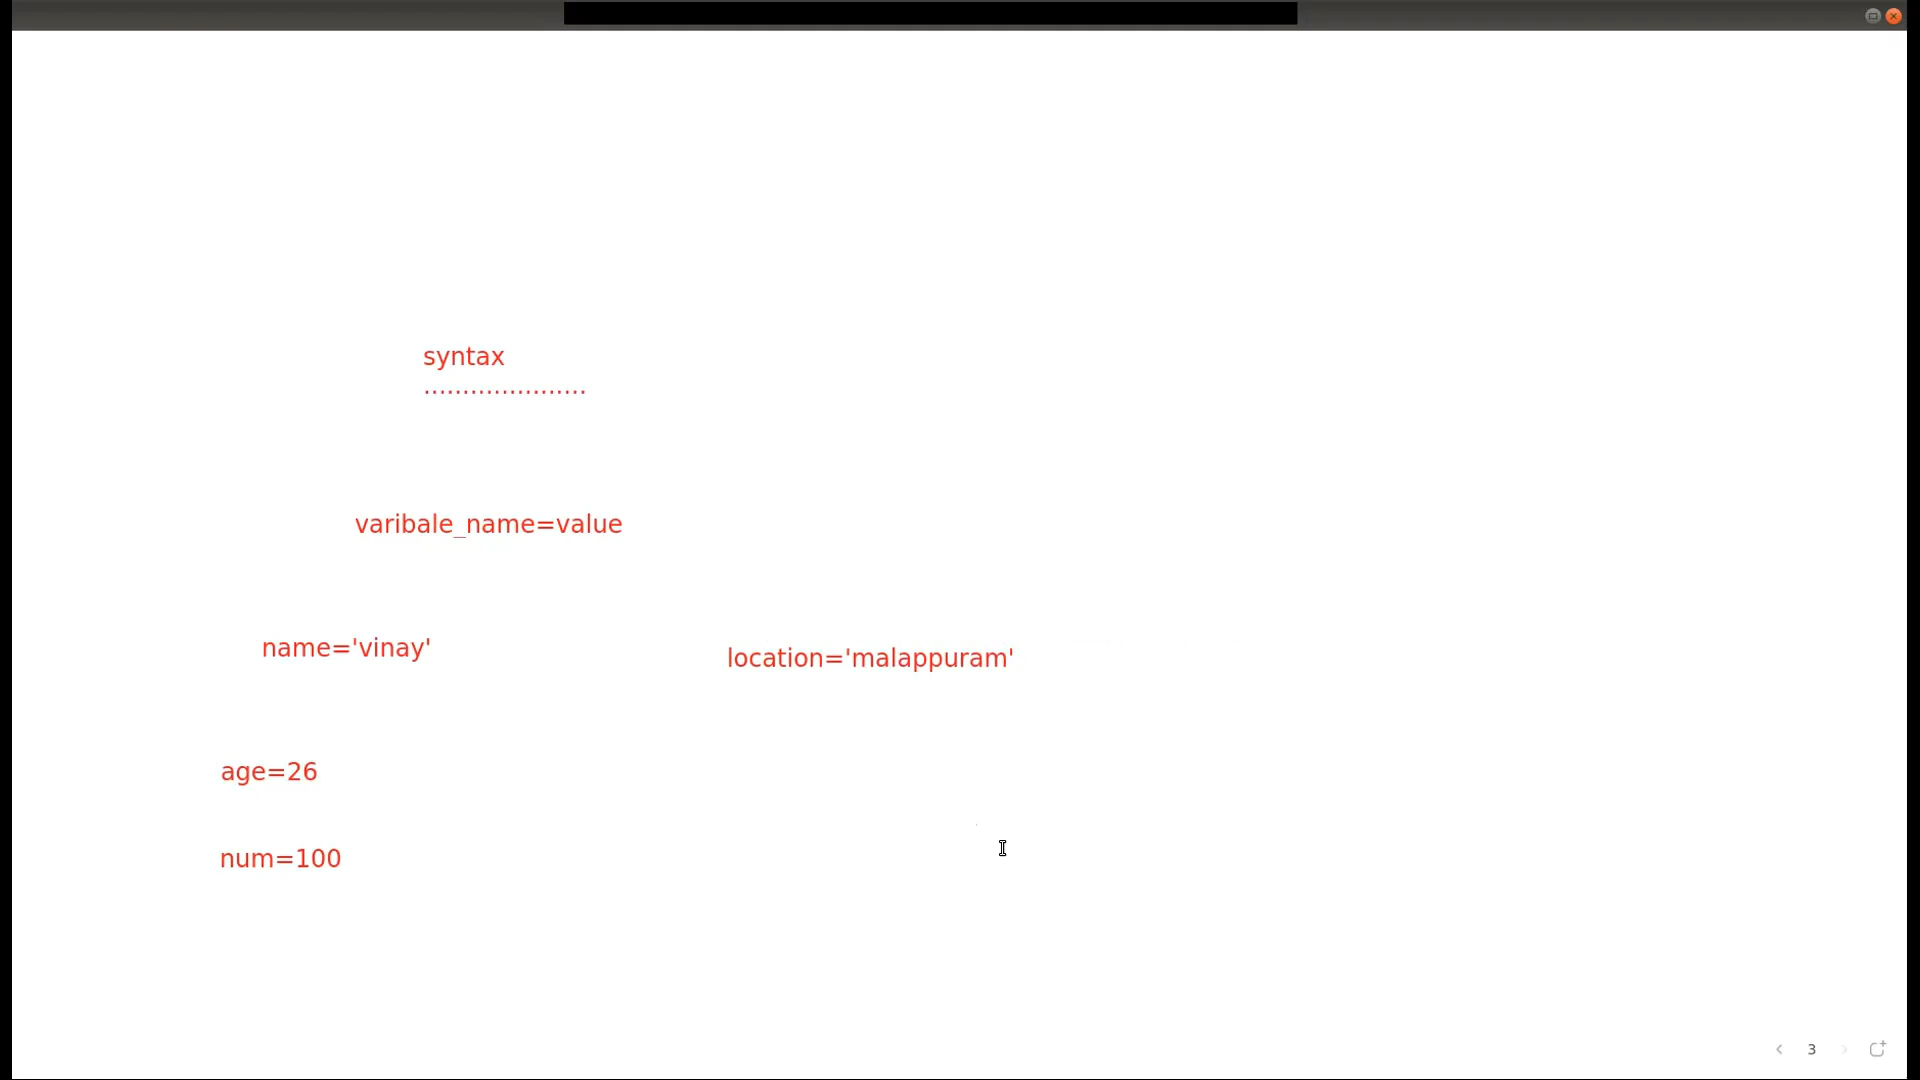 syntax
.....................
varibale_name=value
name='vinay'
location='malappuram'
age=26
num=100
3